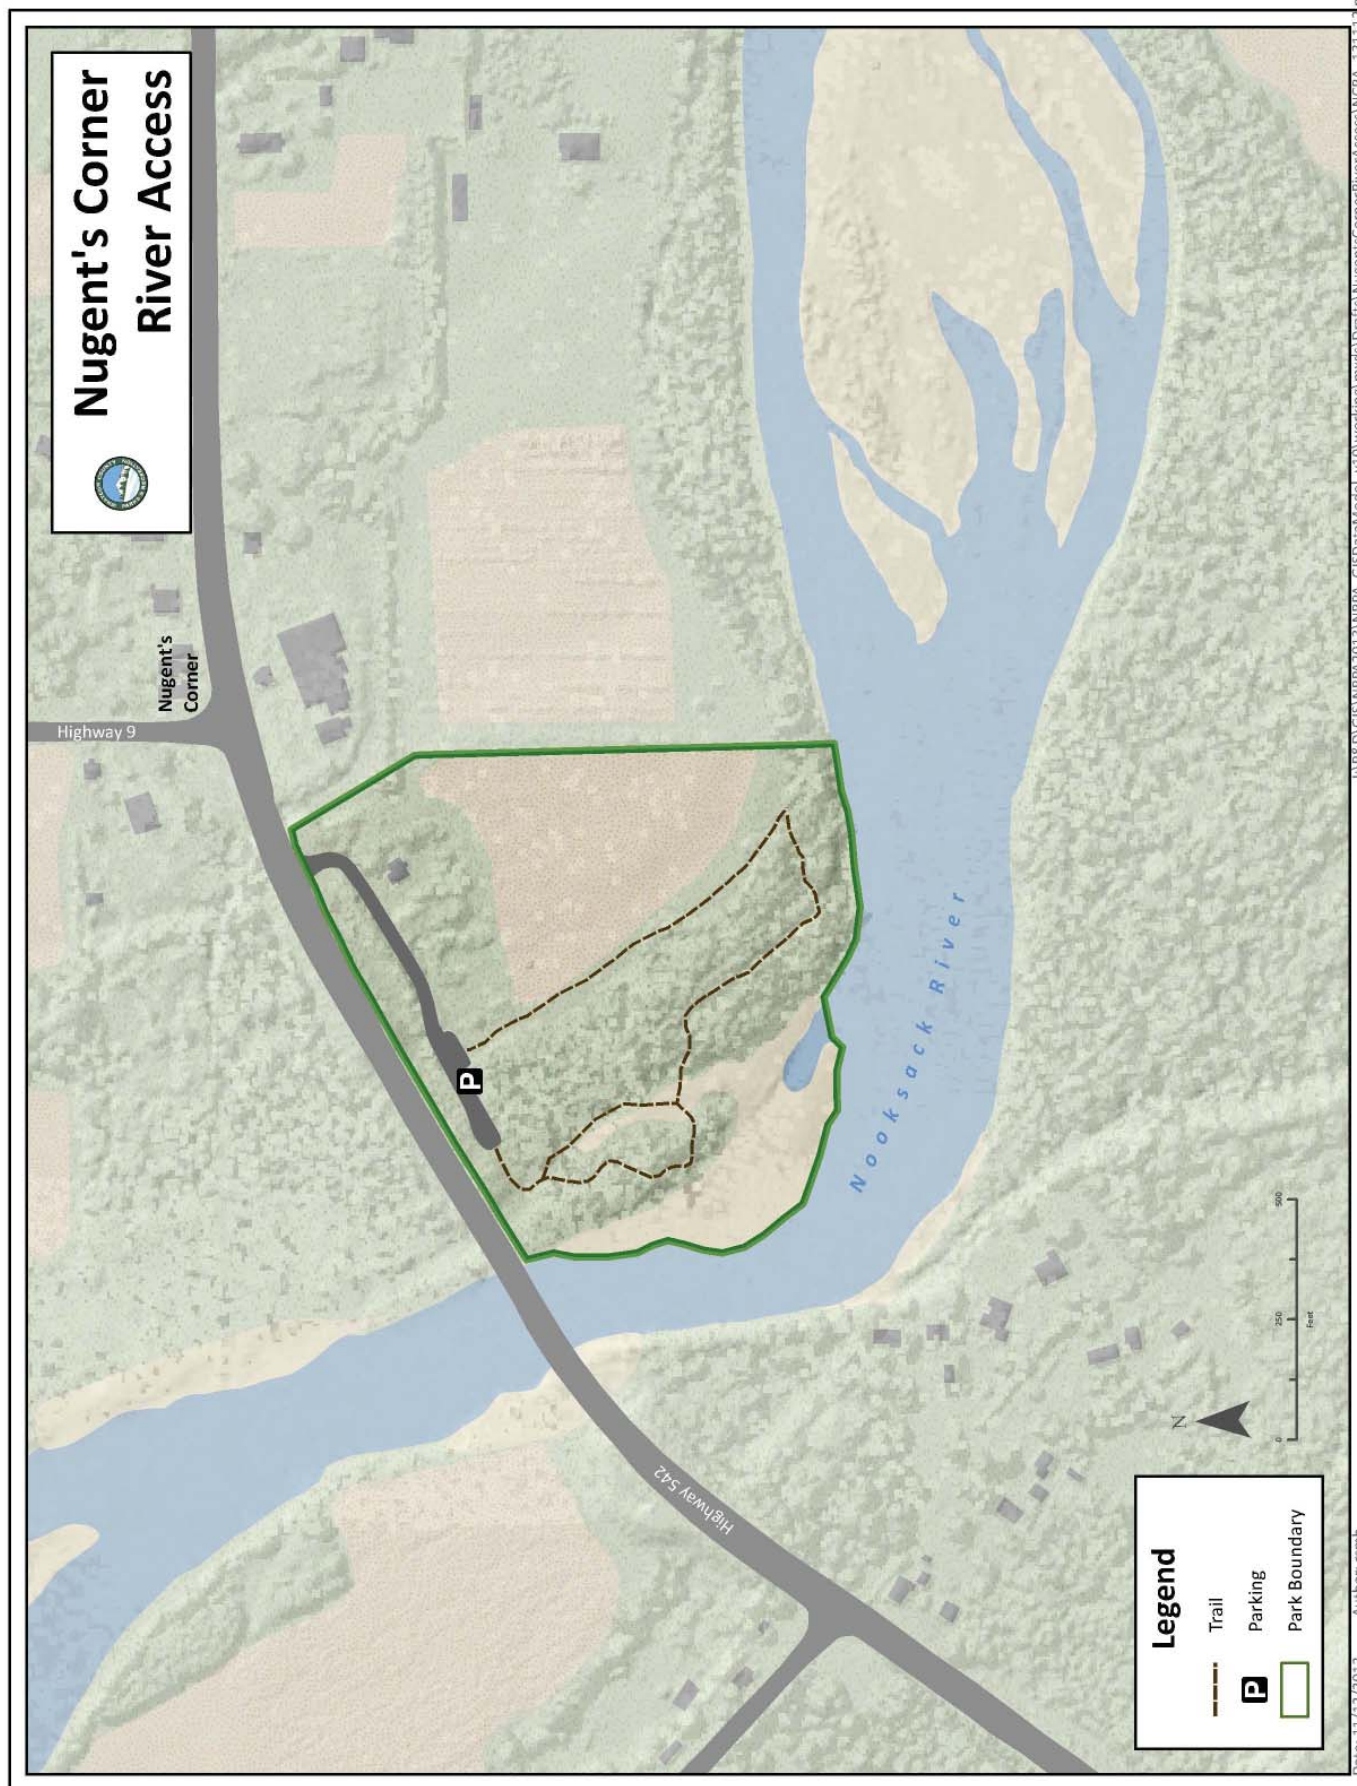 Nugent's Corner
River Access
Highway 9
Nugent's
Corner
P
Nooksack River
Highway 542
N
0 250 500
Feet
Legend
Trail
P Parking
Park Boundary